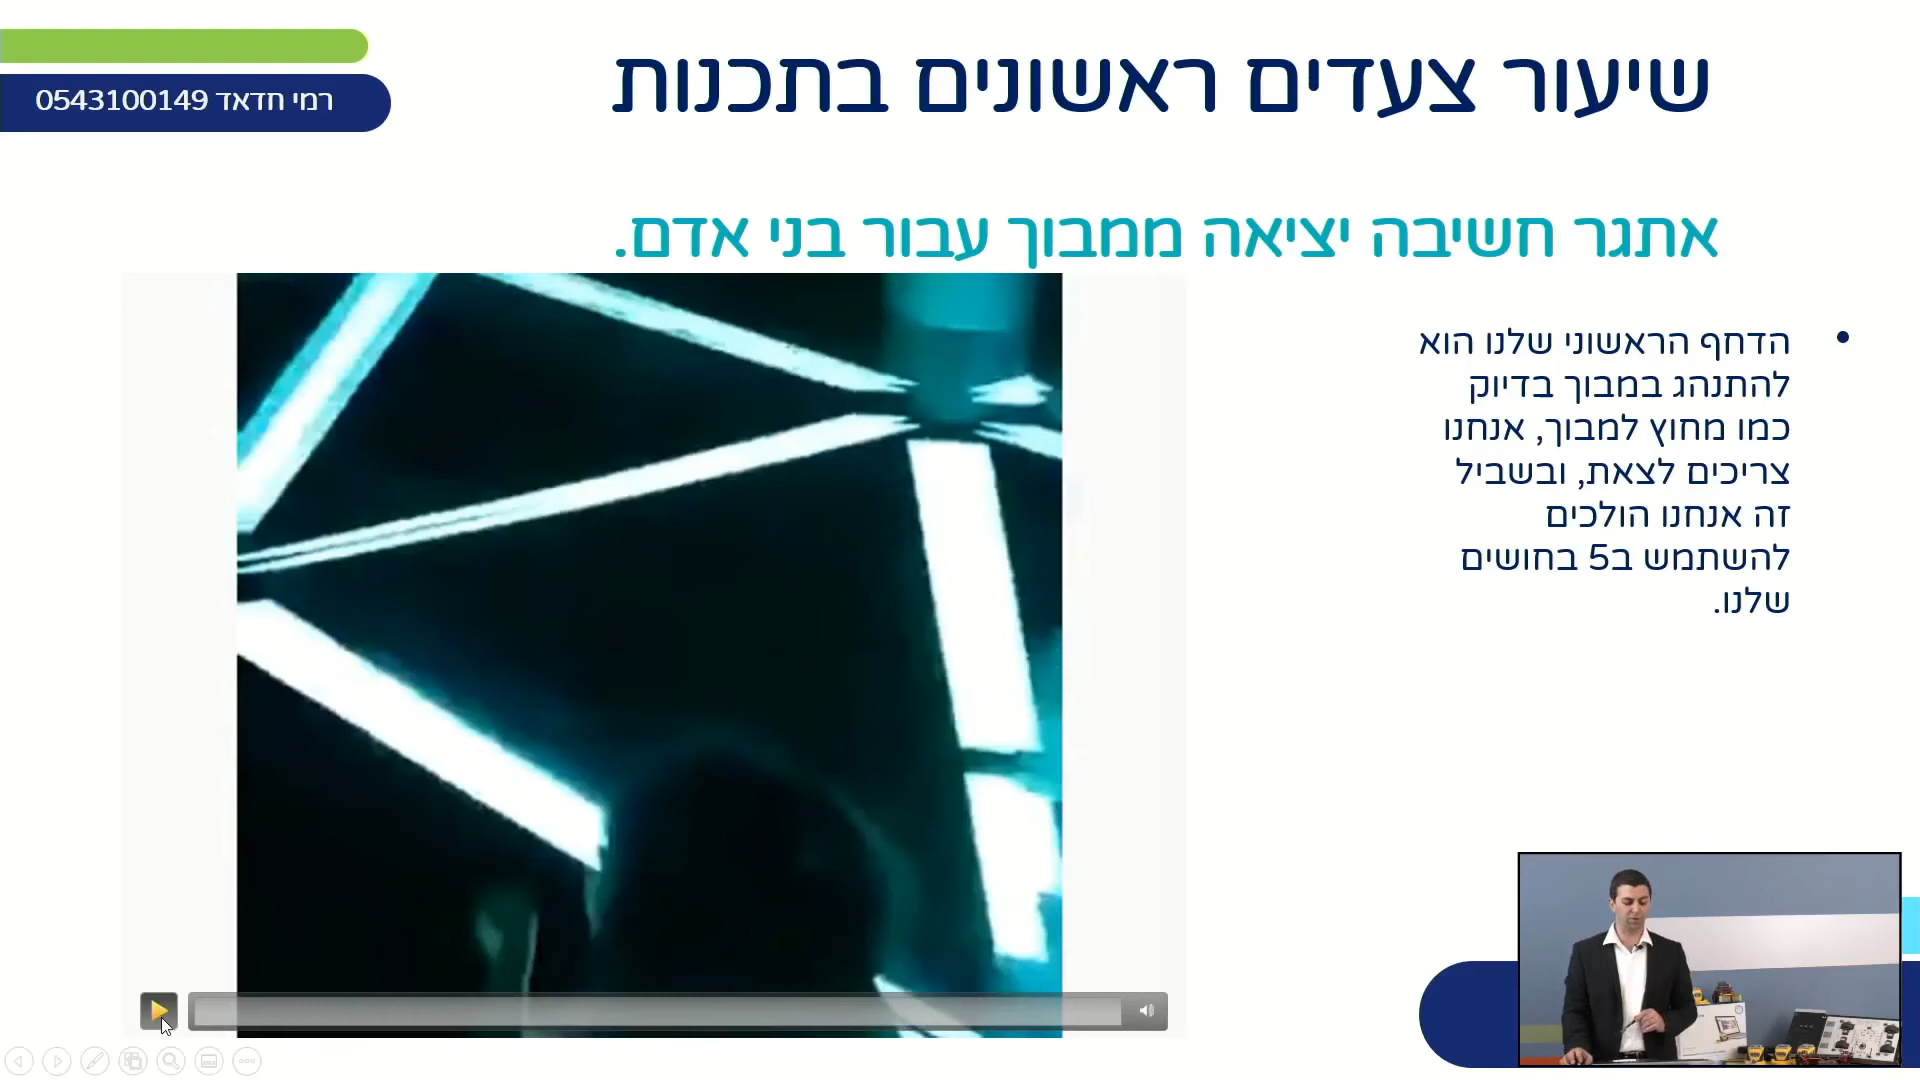 רמי חדאד 0543100149
שיעור צעדים ראשונים בתכנות
אתגר חשיבה יציאה ממבוך עבור בני אדם.
• הדחף הראשוני שלנו הוא
להתנהג במבוך בדיוק
כמו מחוץ למבוך, אנחנו
צריכים לצאת, ובשביל
זה אנחנו הולכים
להשתמש ב5 בחושים
שלנו.